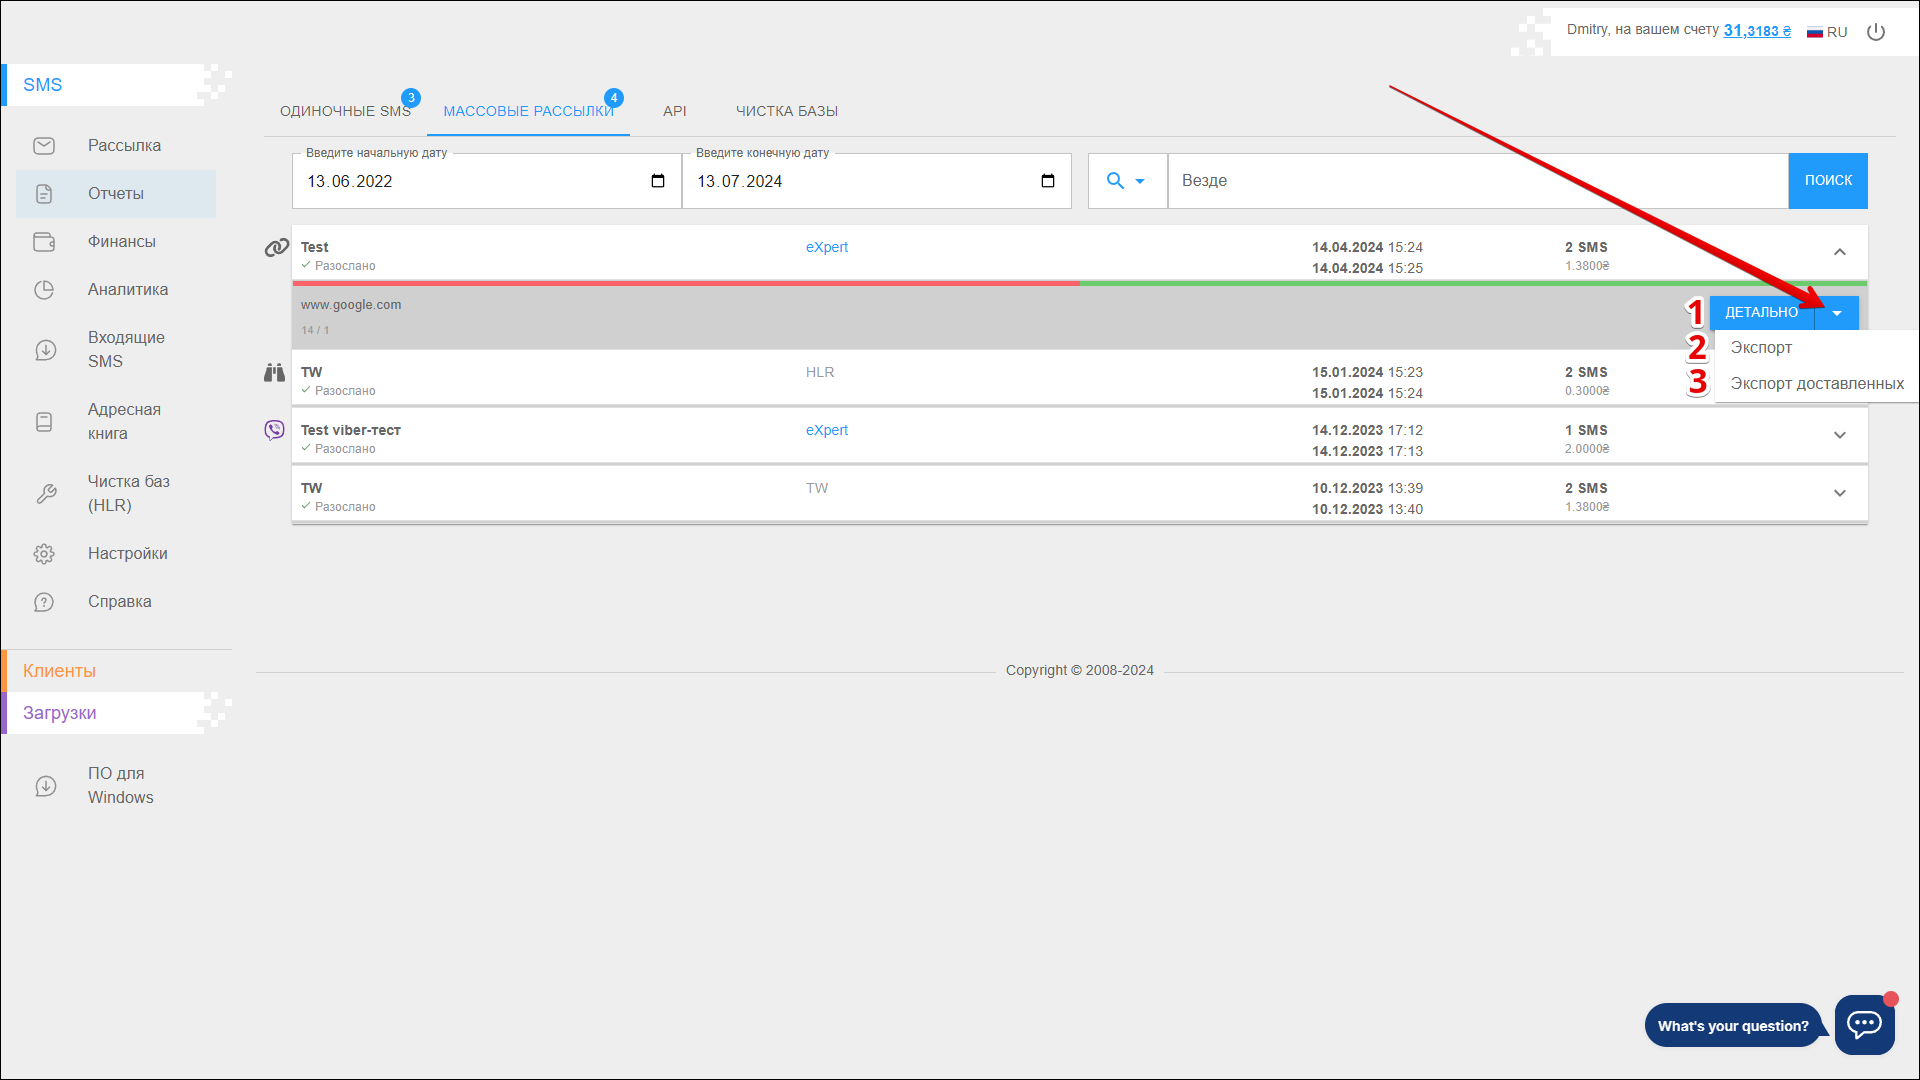 Dmitry, на вашем счету 31,3183 ₴
RU
SMS
Рассылка
Отчеты
Финансы
Аналитика
Входящие
SMS
Адресная
книга
Чистка баз
(HLR)
Настройки
Справка
Клиенты
Загрузки
ПО для
Windows
ОДИНОЧНЫЕ SMS 3
МАССОВЫЕ РАССЫЛКИ 4
API
ЧИСТКА БАЗЫ
Введите начальную дату
13.06.2022
Введите конечную дату
13.07.2024
Везде
ПОИСК
Test eXpert 14.04.2024 15:24 2 SMS
Разослано 14.04.2024 15:25 1.3800₴
www.google.com
14 / 1
1 ДЕТАЛЬНО
2 Экспорт
3 Экспорт доставленных
TW HLR 15.01.2024 15:23 2 SMS
Разослано 15.01.2024 15:24 0.3000₴
Test viber-тест eXpert 14.12.2023 17:12 1 SMS
Разослано 14.12.2023 17:13 2.0000₴
TW TW 10.12.2023 13:39 2 SMS
Разослано 10.12.2023 13:40 1.3800₴
Copyright © 2008-2024
What's your question?